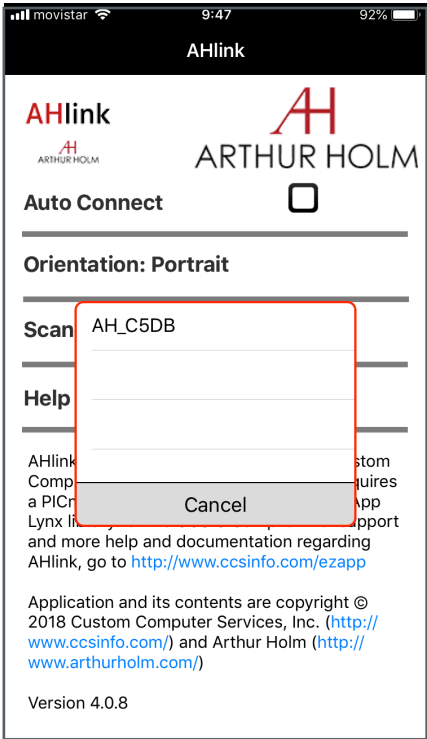 movistar 9:47 92%
AHlink
AHlink
AH
ARTHUR HOLM
AH
ARTHUR HOLM
Auto Connect
Orientation: Portrait
Scan
AH_C5DB
Help
Cancel
AHlink stom
Comp quires
a PICn App
Lynx li upport
and more help and documentation regarding
AHlink, go to http://www.ccsinfo.com/ezapp
Application and its contents are copyright ©
2018 Custom Computer Services, Inc. (http://
www.ccsinfo.com/) and Arthur Holm (http://
www.arthurholm.com/)
Version 4.0.8